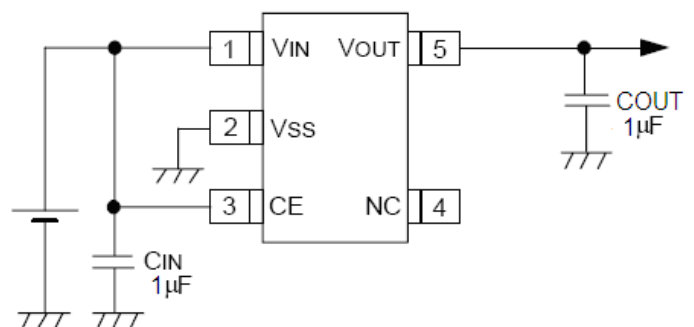 1 VIN VOUT 5
COUT
1µF
2 VSS
3 CE NC 4
CIN
1µF